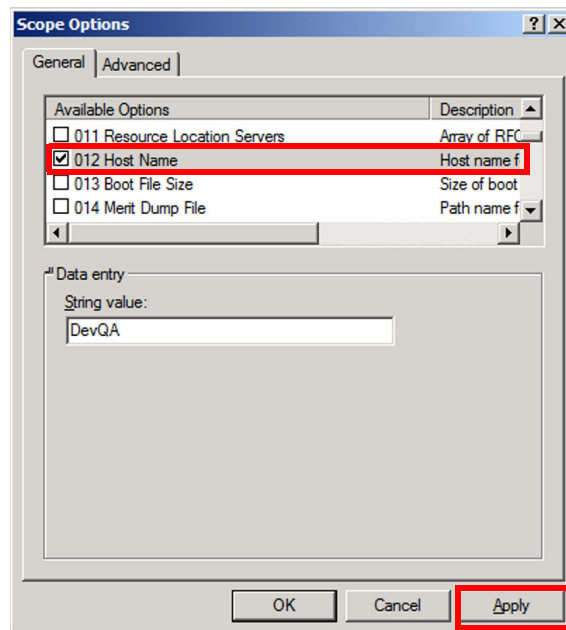 Scope Options
General Advanced
Available Options Description
011 Resource Location Servers Array of RFC
012 Host Name Host name f
013 Boot File Size Size of boot
014 Merit Dump File Path name f
Data entry
String value:
DevQA
OK Cancel Apply